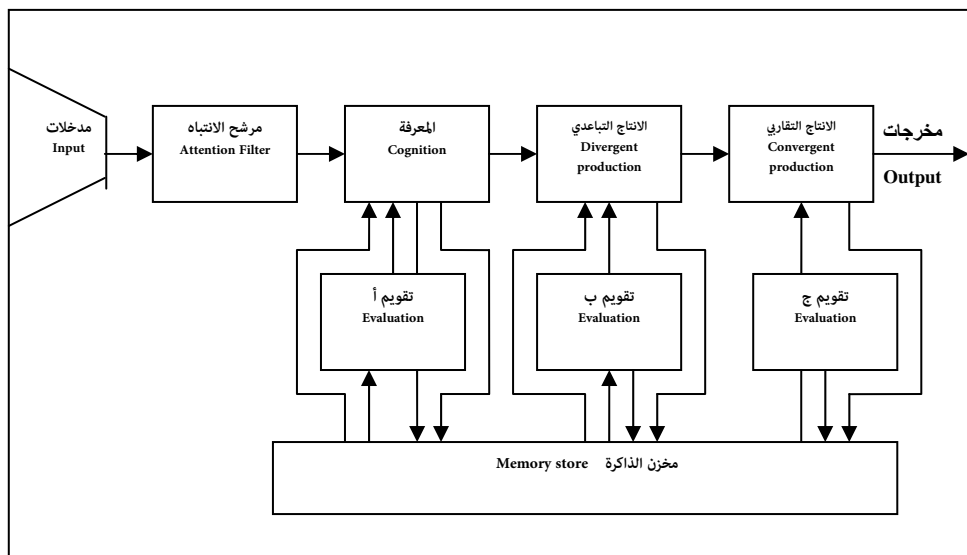 مدخلات
Input
مرشح الانتباه
Attention Filter
المعرفة
Cognition
الانتاج التباعدي
Divergent
production
الانتاج التقاربي
Convergent
production
مخرجات
Output
تقويم أ
Evaluation
تقويم ب
Evaluation
تقويم ج
Evaluation
Memory store مخزن الذاكرة